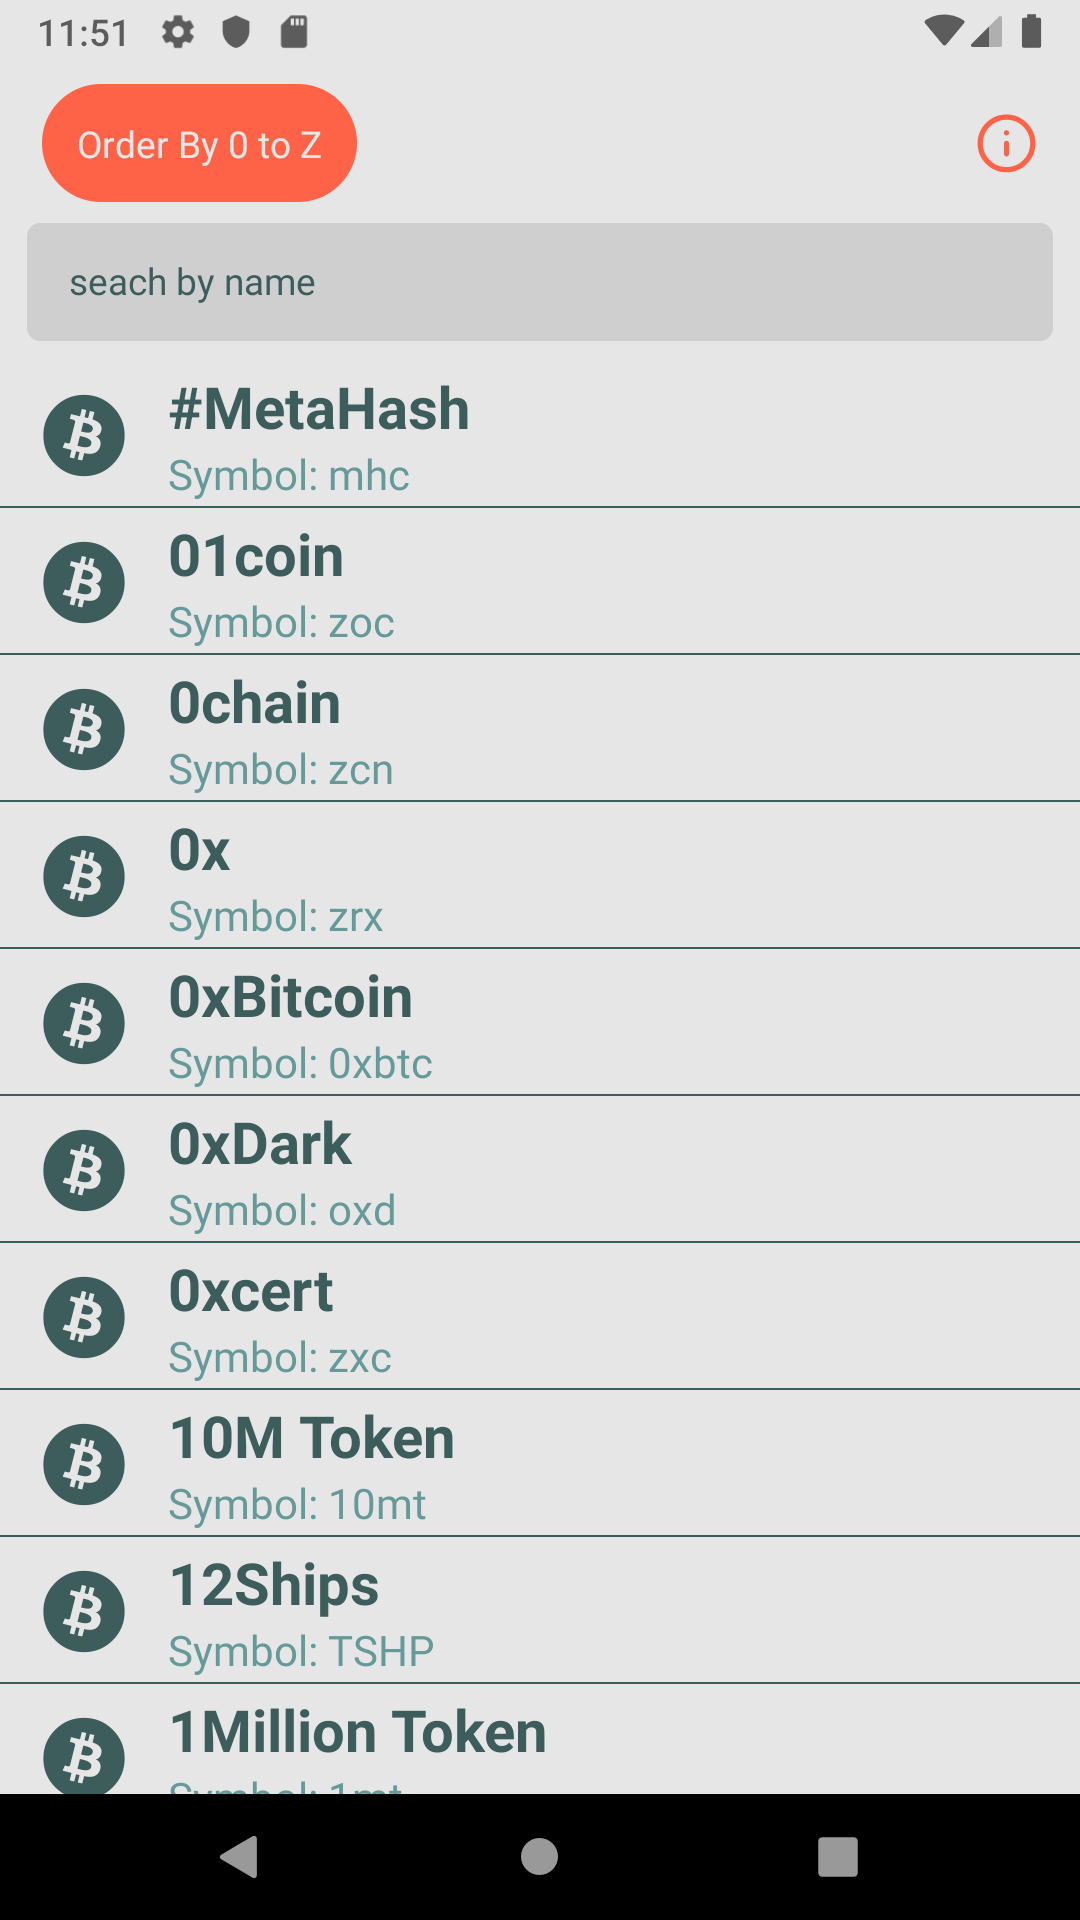 11:51
Order By 0 to Z
seach by name
#MetaHash
Symbol: mhc
01coin
Symbol: zoc
0chain
Symbol: zcn
0x
Symbol: zrx
0xBitcoin
Symbol: 0xbtc
0xDark
Symbol: oxd
0xcert
Symbol: zxc
10M Token
Symbol: 10mt
12Ships
Symbol: TSHP
1Million Token
Symbol: 1mt